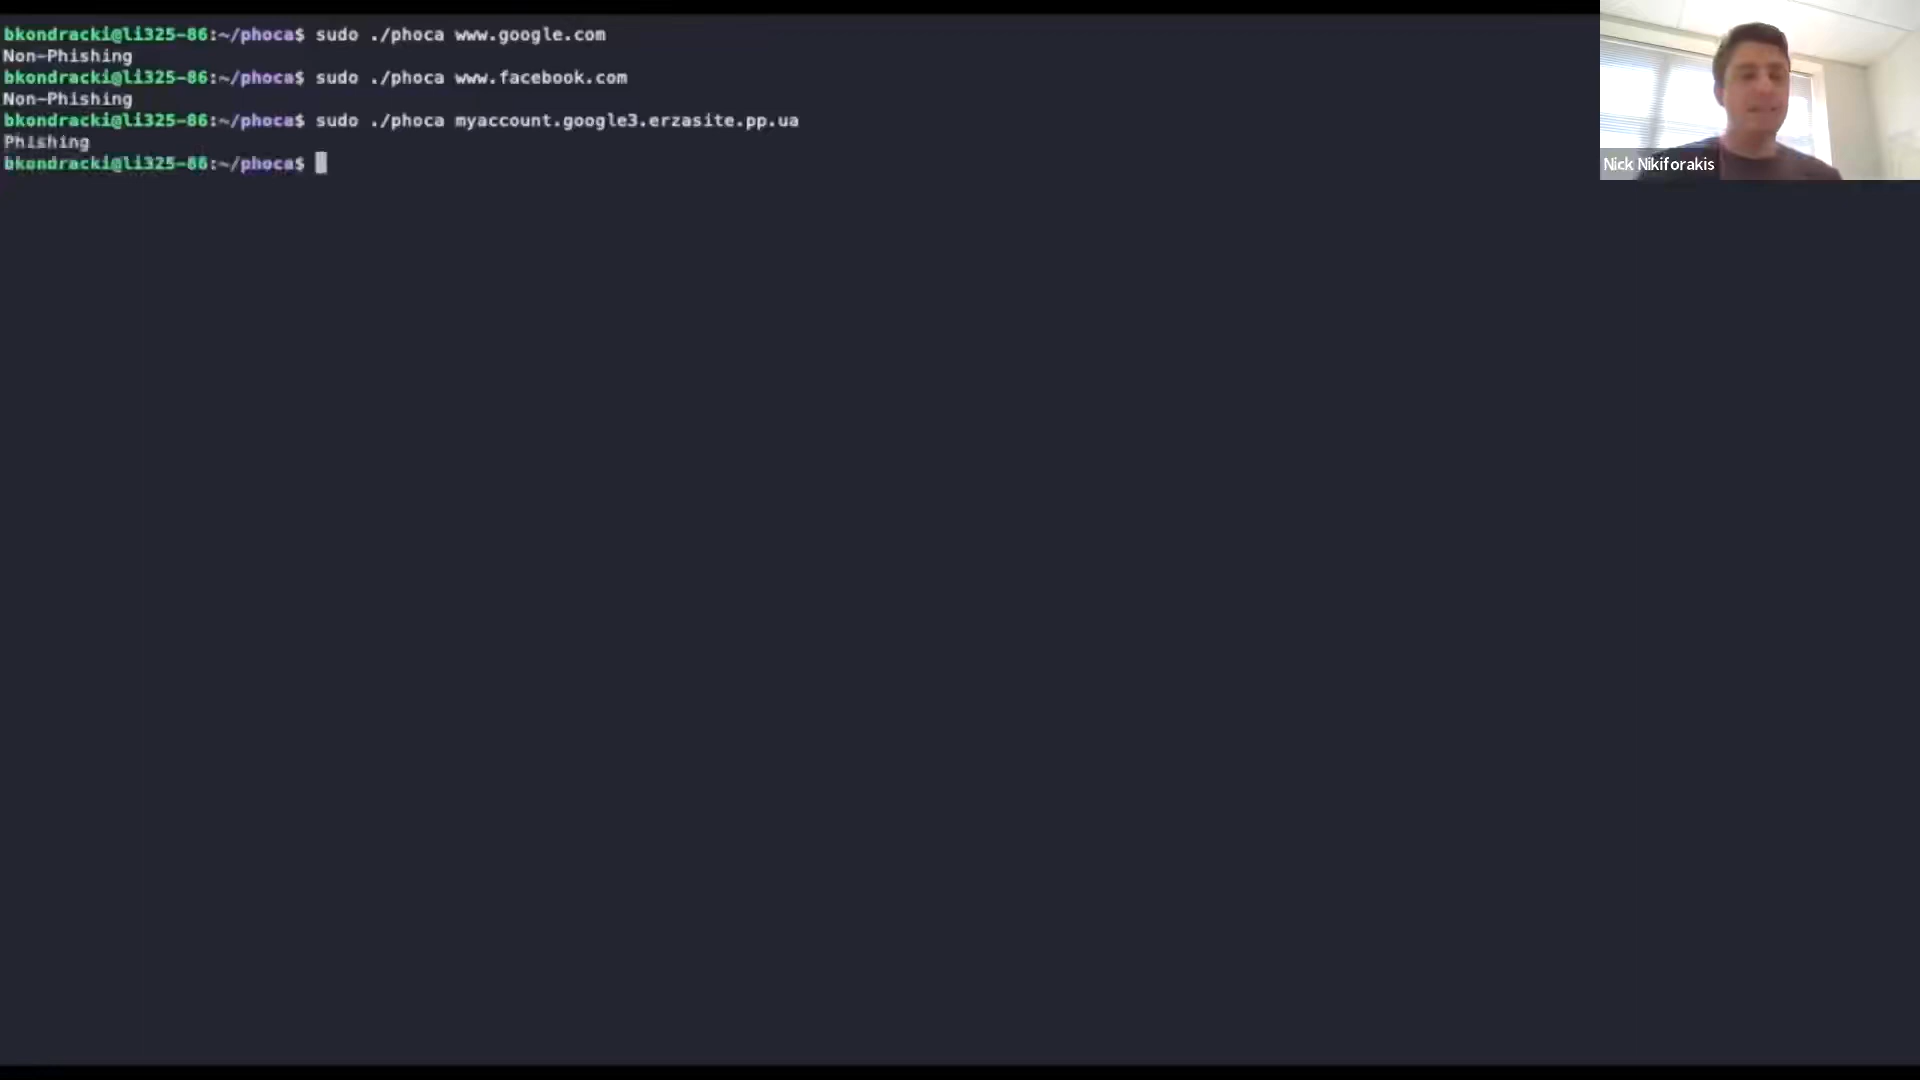 bkondracki@li325-86:~/phoca$ sudo ./phoca www.google.com
Non-Phishing
bkondracki@li325-86:~/phoca$ sudo ./phoca www.facebook.com
Non-Phishing
bkondracki@li325-86:~/phoca$ sudo ./phoca myaccount.google3.erzasite.pp.ua
Phishing
bkondracki@li325-86:~/phoca$
Nick Nikiforakis